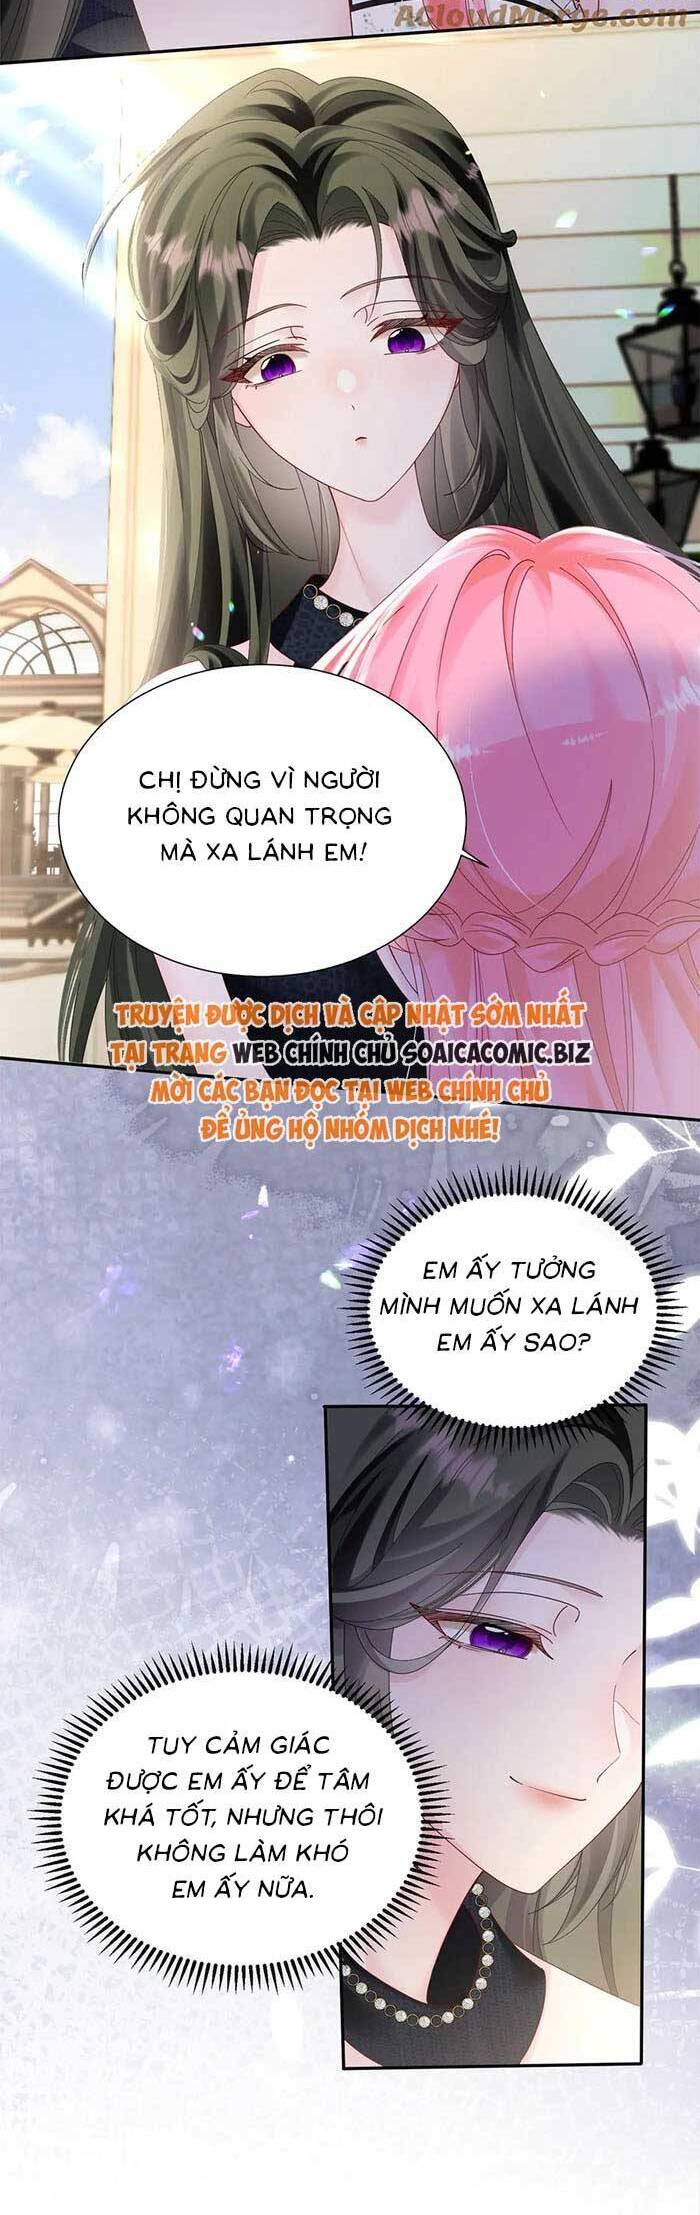 ACloudMerge.com
CHỊ ĐỪNG VÌ NGƯỜI
KHÔNG QUAN TRỌNG
MÀ XA LÁNH EM!
TRUYỆN ĐƯỢC DỊCH VÀ CẬP NHẬT SỚM NHẤT
TẠI TRANG WEB CHÍNH CHỦ SOAICACOMIC.BIZ
MỜI CÁC BẠN ĐỌC TẠI WEB CHÍNH CHỦ
ĐỂ ỦNG HỘ NHÓM DỊCH NHÉ!
EM ẤY TƯỞNG
MÌNH MUỐN XA LÁNH
EM ẤY SAO?
TUY CẢM GIÁC
ĐƯỢC EM ẤY ĐỂ TÂM
KHÁ TỐT, NHƯNG THÔI
KHÔNG LÀM KHÓ
EM ẤY NỮA.